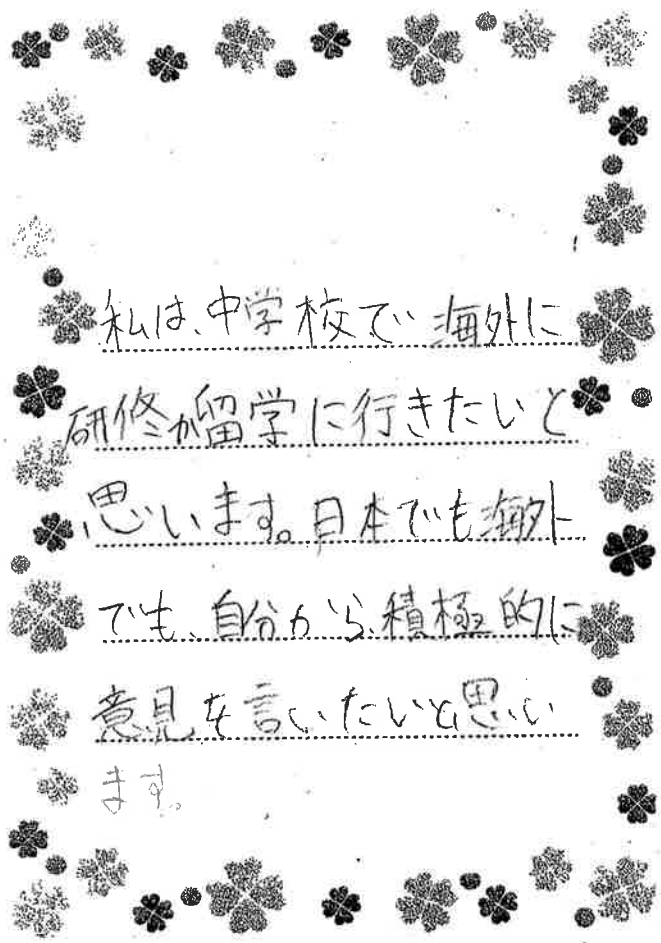 私は、中学校で海外に
研修か留学に行きたいと
思います。日本でも海外
でも、自分から、積極的に
意見を言いたいと思い
ます。